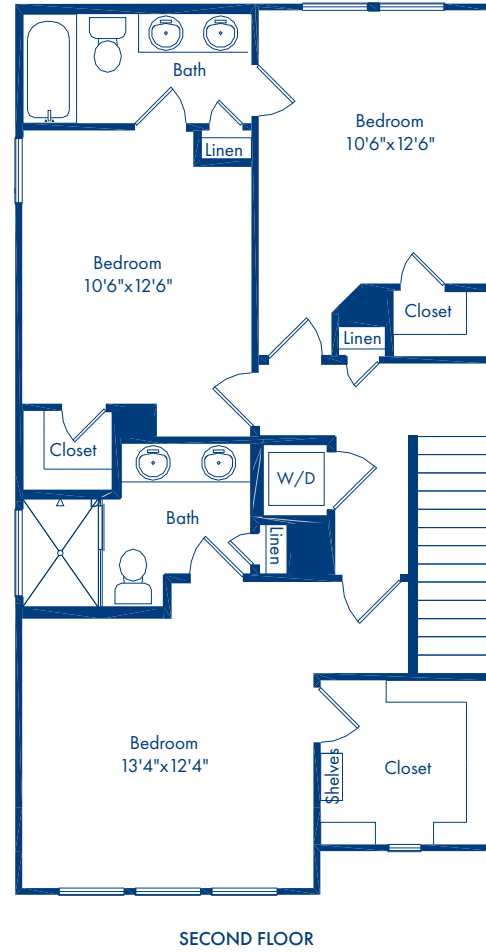 Bath
Bedroom
10'6"x12'6"
Linen
Bedroom
10'6"x12'6"
Closet
Linen
Closet
W/D
Bath
Linen
Bedroom
13'4"x12'4"
Shelves
Closet
SECOND FLOOR